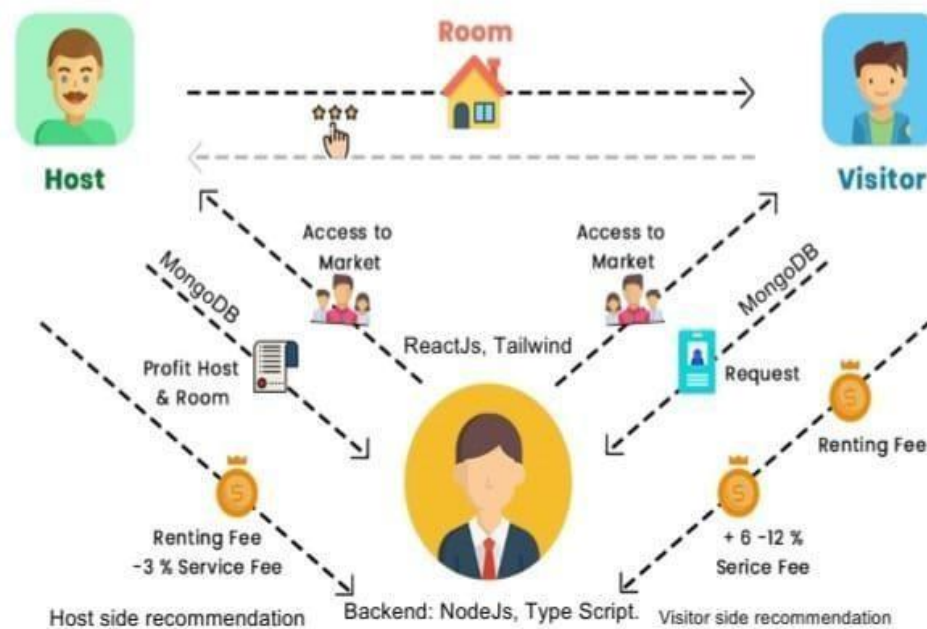 Room
Host
Visitor
Access to
Market
Access to
Market
MongoDB
MongoDB
ReactJs, Tailwind
Profit Host
& Room
Request
Renting Fee
Renting Fee
-3 % Service Fee
+ 6 -12 %
Serice Fee
Host side recommendation
Backend: NodeJs, Type Script.
Visitor side recommendation